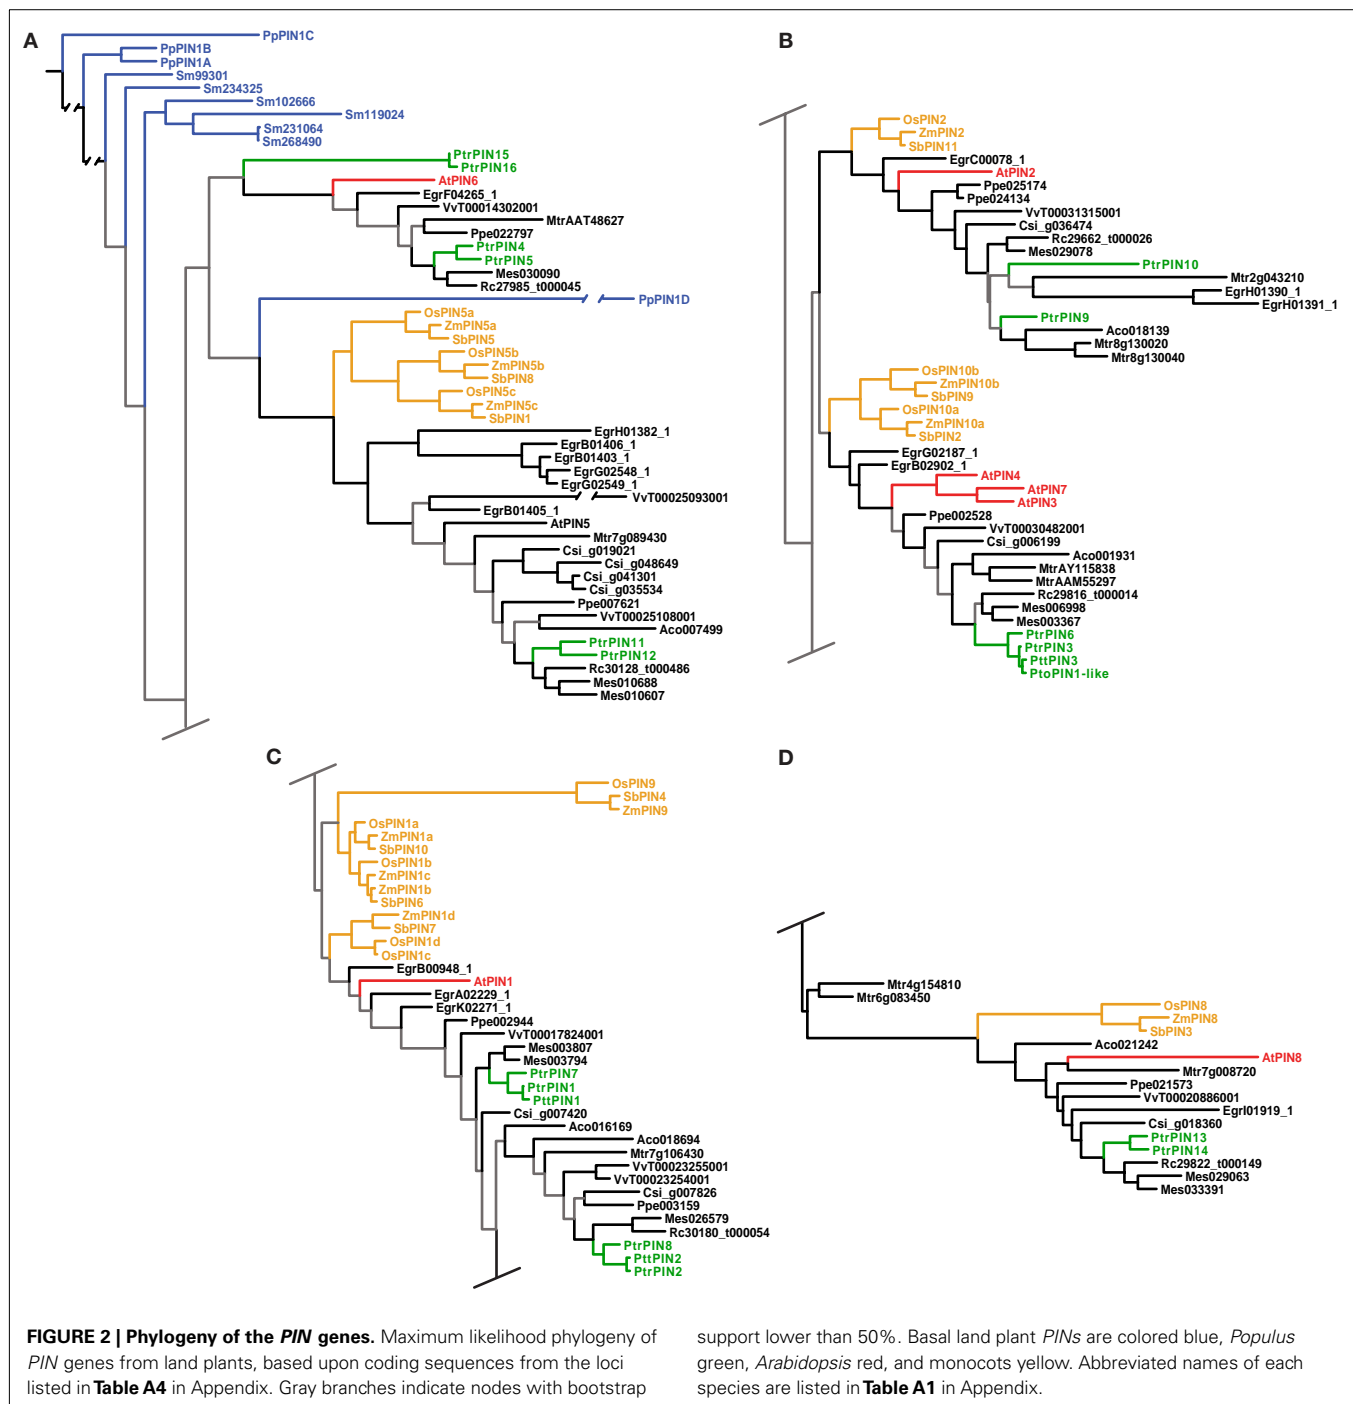 A
PpPIN1C
PpPIN1B
PpPIN1A
Sm99301
Sm234325
Sm102666
Sm119024
Sm231064
Sm268490
PtrPIN15
PtrPIN16
AtPIN6
EgrF04265_1
VvT00014302001
MtrAAT48627
Ppe022797
PtrPIN4
PtrPIN5
Mes030090
Rc27985_t000045
PpPIN1D
OsPIN5a
ZmPIN5a
SbPIN5
OsPIN5b
ZmPIN5b
SbPIN8
OsPIN5c
ZmPIN5c
SbPIN1
EgrH01382_1
EgrB01406_1
EgrB01403_1
EgrG02548_1
EgrG02549_1
VvT00025093001
EgrB01405_1
AtPIN5
Mtr7g089430
Csi_g019021
Csi_g048649
Csi_g041301
Csi_g035534
Ppe007621
VvT00025108001
Aco007499
PtrPIN11
PtrPIN12
Rc30128_t000486
Mes010688
Mes010607
B
OsPIN2
ZmPIN2
SbPIN11
EgrC00078_1
AtPIN2
Ppe025174
Ppe024134
VvT00031315001
Csi_g036474
Rc29662_t000026
Mes029078
PtrPIN10
Mtr2g043210
EgrH01390_1
EgrH01391_1
PtrPIN9
Aco018139
Mtr8g130020
Mtr8g130040
OsPIN10b
ZmPIN10b
SbPIN9
OsPIN10a
ZmPIN10a
SbPIN2
EgrG02187_1
EgrB02902_1
AtPIN4
AtPIN7
AtPIN3
Ppe002528
VvT00030482001
Csi_g006199
Aco001931
MtrAY115838
MtrAAM55297
Rc29816_t000014
Mes006998
Mes003367
PtrPIN6
PtrPIN3
PttPIN3
PtoPIN1-like
C
OsPIN9
SbPIN4
ZmPIN9
OsPIN1a
ZmPIN1a
SbPIN10
OsPIN1b
ZmPIN1c
ZmPIN1b
SbPIN6
ZmPIN1d
SbPIN7
OsPIN1d
OsPIN1c
EgrB00948_1
AtPIN1
EgrA02229_1
EgrK02271_1
Ppe002944
VvT00017824001
Mes003807
Mes003794
PtrPIN7
PtrPIN1
PttPIN1
Csi_g007420
Aco016169
Aco018694
Mtr7g106430
VvT00023255001
VvT00023254001
Csi_g007826
Ppe003159
Mes026579
Rc30180_t000054
PtrPIN8
PttPIN2
PtrPIN2
D
Mtr4g154810
Mtr6g083450
OsPIN8
ZmPIN8
SbPIN3
Aco021242
AtPIN8
Mtr7g008720
Ppe021573
VvT00020886001
EgrI01919_1
Csi_g018360
PtrPIN13
PtrPIN14
Rc29822_t000149
Mes029063
Mes033391
FIGURE 2 | Phylogeny of the PIN genes. Maximum likelihood phylogeny of
PIN genes from land plants, based upon coding sequences from the loci
listed in Table A4 in Appendix. Gray branches indicate nodes with bootstrap
support lower than 50%. Basal land plant PINs are colored blue, Populus
green, Arabidopsis red, and monocots yellow. Abbreviated names of each
species are listed in Table A1 in Appendix.